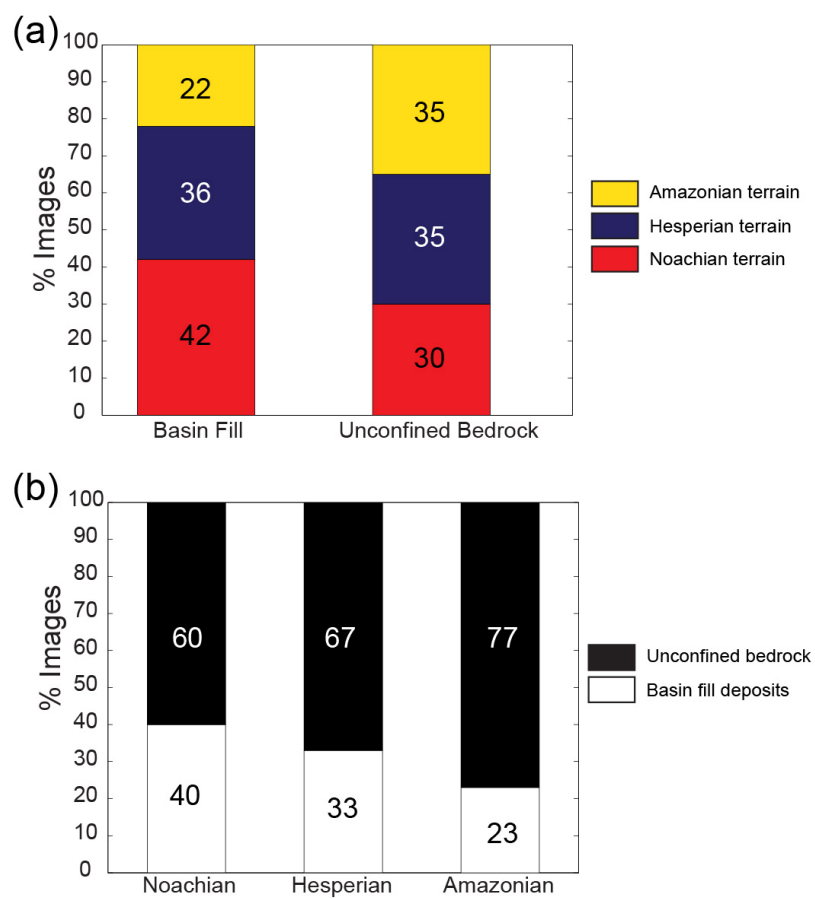 (a)
100
90
80
70
60
50
40
30
20
10
0
% Images
22
36
42
35
35
30
Basin Fill
Unconfined Bedrock
Amazonian terrain
Hesperian terrain
Noachian terrain
(b)
100
90
80
70
60
50
40
30
20
10
0
% Images
60
40
67
33
77
23
Noachian
Hesperian
Amazonian
Unconfined bedrock
Basin fill deposits